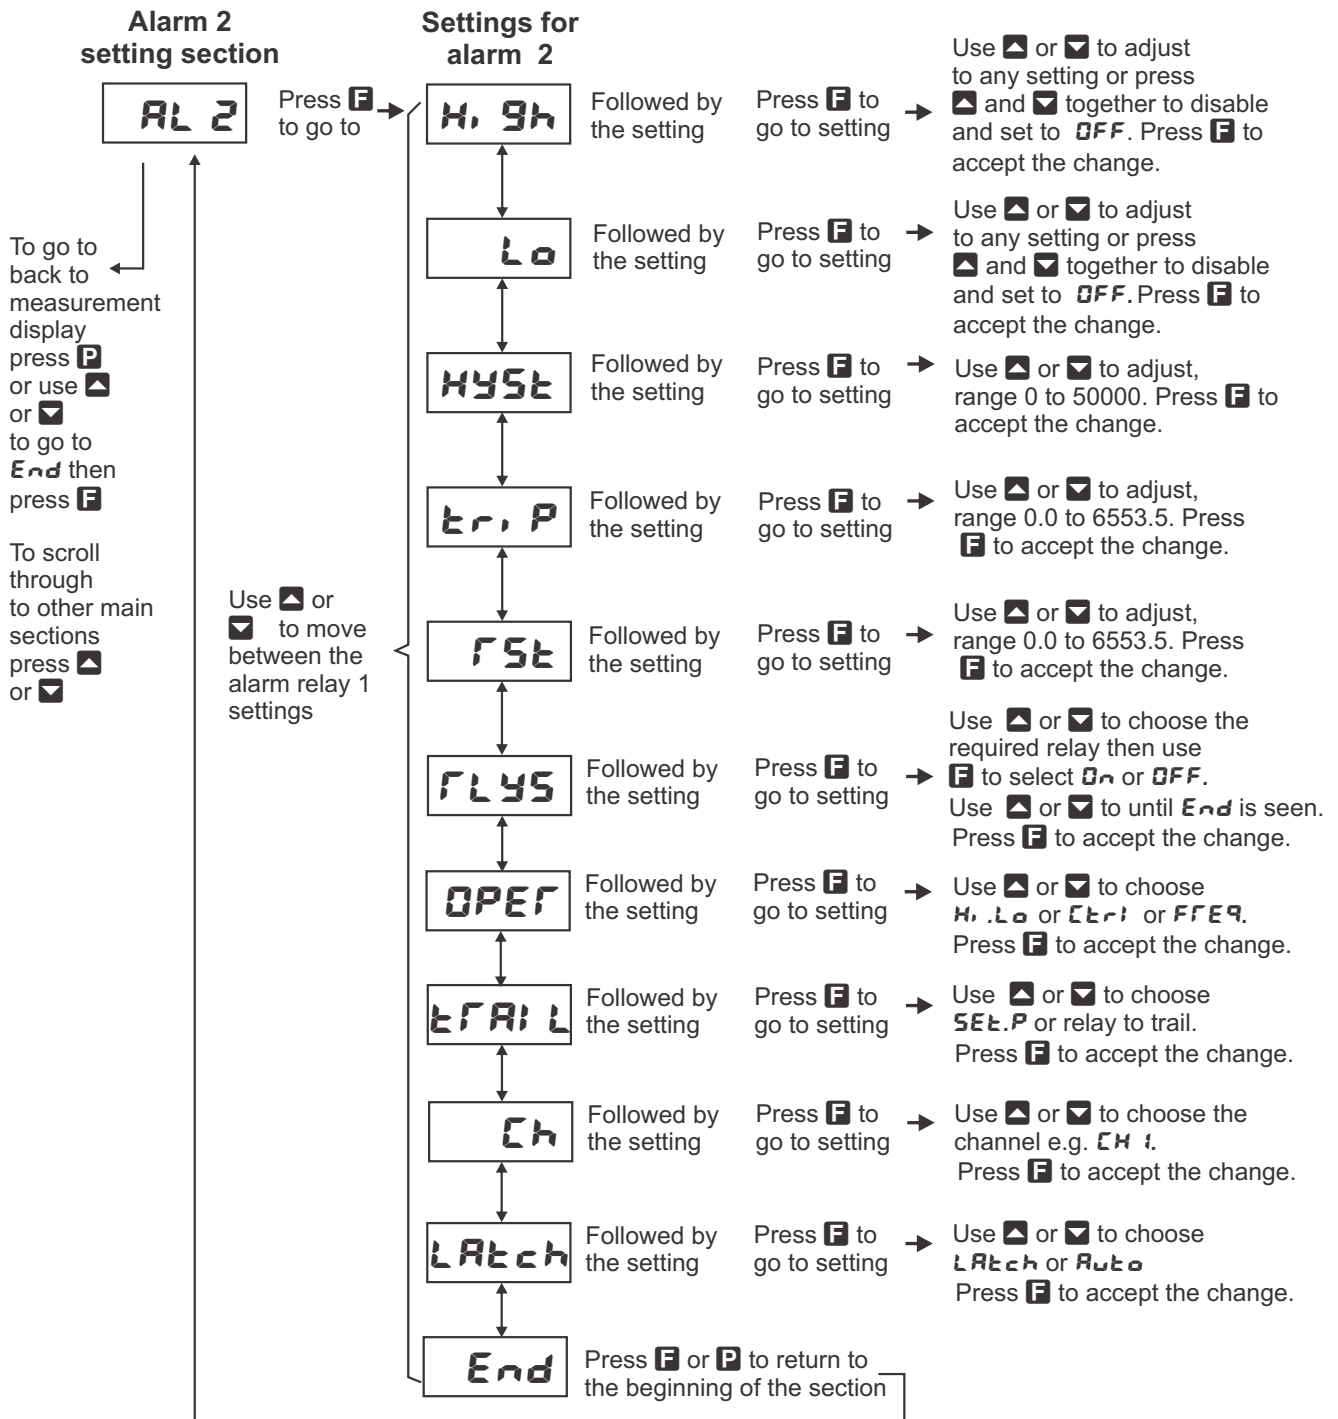 Alarm 2
setting section
Settings for
alarm 2
AL 2
Press F
to go to
To go to
back to
measurement
display
press P
or use ▲
or ▼
to go to
End then
press F
To scroll
through
to other main
sections
press ▲
or ▼
Use ▲ or
▼ to move
between the
alarm relay 1
settings
Hi gh
Followed by
the setting
Press F to
go to setting
Use ▲ or ▼ to adjust
to any setting or press
▲ and ▼ together to disable
and set to OFF. Press F to
accept the change.
Lo
Followed by
the setting
Press F to
go to setting
Use ▲ or ▼ to adjust
to any setting or press
▲ and ▼ together to disable
and set to OFF. Press F to
accept the change.
HYSt
Followed by
the setting
Press F to
go to setting
Use ▲ or ▼ to adjust,
range 0 to 50000. Press F to
accept the change.
tri P
Followed by
the setting
Press F to
go to setting
Use ▲ or ▼ to adjust,
range 0.0 to 6553.5. Press
F to accept the change.
rSt
Followed by
the setting
Press F to
go to setting
Use ▲ or ▼ to adjust,
range 0.0 to 6553.5. Press
F to accept the change.
rLYS
Followed by
the setting
Press F to
go to setting
Use ▲ or ▼ to choose the
required relay then use
F to select On or OFF.
Use ▲ or ▼ to until End is seen.
Press F to accept the change.
OPEr
Followed by
the setting
Press F to
go to setting
Use ▲ or ▼ to choose
Hi .Lo or Ctrl or FrEq.
Press F to accept the change.
trAI L
Followed by
the setting
Press F to
go to setting
Use ▲ or ▼ to choose
SEt.P or relay to trail.
Press F to accept the change.
Ch
Followed by
the setting
Press F to
go to setting
Use ▲ or ▼ to choose the
channel e.g. CH 1.
Press F to accept the change.
LAtch
Followed by
the setting
Press F to
go to setting
Use ▲ or ▼ to choose
LAtch or Auto
Press F to accept the change.
End
Press F or P to return to
the beginning of the section